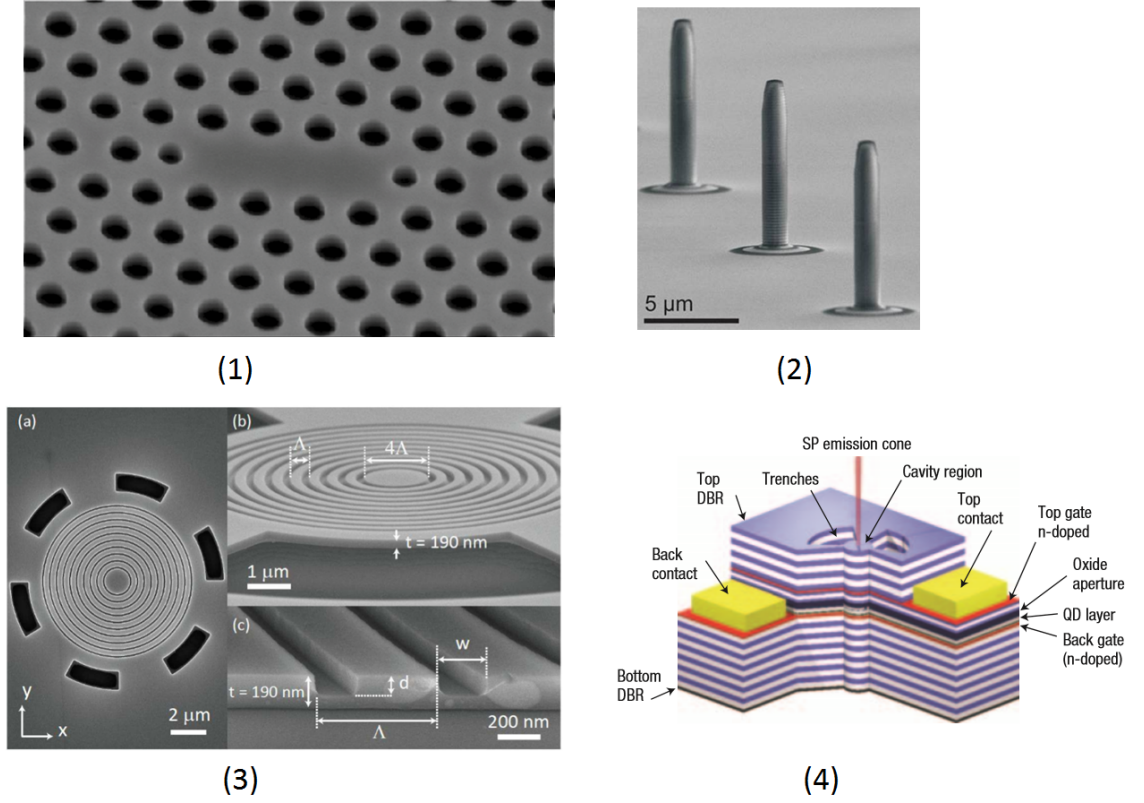 (1)
5 µm
(2)
(a)
y
x
2 µm
(b)
Λ
4Λ
t = 190 nm
1 µm
(c)
w
t = 190 nm
d
Λ
200 nm
(3)
SP emission cone
Trenches
Cavity region
Top
DBR
Top
contact
Top gate
n-doped
Back
contact
Oxide
aperture
QD layer
Back gate
(n-doped)
Bottom
DBR
(4)